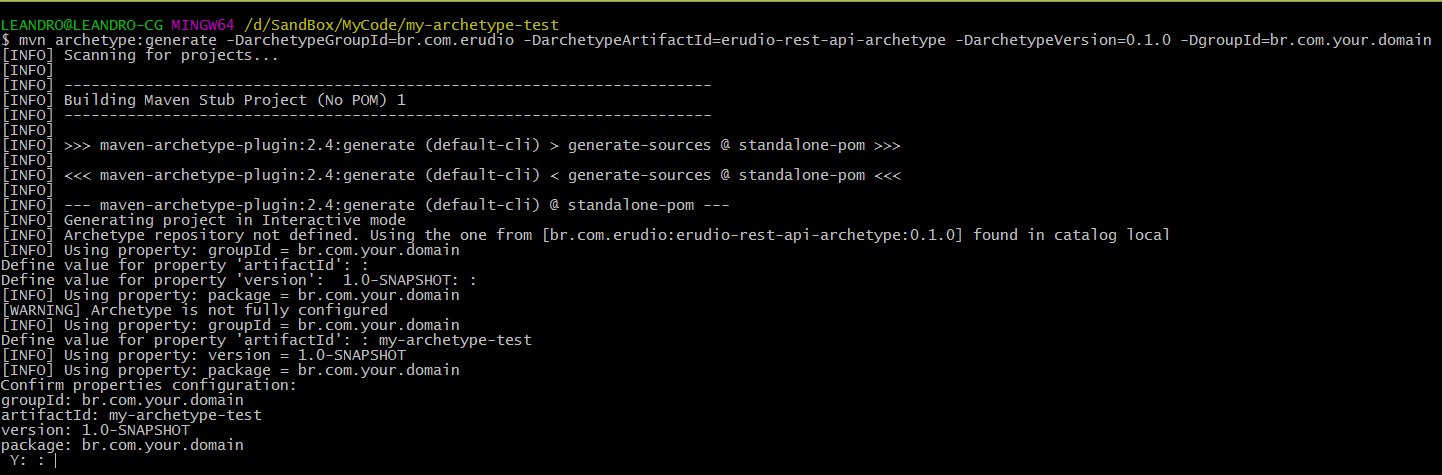 LEANDRO@LEANDRO-CG MINGW64 /d/SandBox/MyCode/my-archetype-test
$ mvn archetype:generate -DarchetypeGroupId=br.com.erudio -DarchetypeArtifactId=erudio-rest-api-archetype -DarchetypeVersion=0.1.0 -DgroupId=br.com.your.domain
[INFO] Scanning for projects...
[INFO]
[INFO] ------------------------------------------------------------------------
[INFO] Building Maven Stub Project (No POM) 1
[INFO] ------------------------------------------------------------------------
[INFO]
[INFO] >>> maven-archetype-plugin:2.4:generate (default-cli) > generate-sources @ standalone-pom >>>
[INFO]
[INFO] <<< maven-archetype-plugin:2.4:generate (default-cli) < generate-sources @ standalone-pom <<<
[INFO]
[INFO] --- maven-archetype-plugin:2.4:generate (default-cli) @ standalone-pom ---
[INFO] Generating project in Interactive mode
[INFO] Archetype repository not defined. Using the one from [br.com.erudio:erudio-rest-api-archetype:0.1.0] found in catalog local
[INFO] Using property: groupId = br.com.your.domain
Define value for property 'artifactId': :
Define value for property 'version':  1.0-SNAPSHOT: :
[INFO] Using property: package = br.com.your.domain
[WARNING] Archetype is not fully configured
[INFO] Using property: groupId = br.com.your.domain
Define value for property 'artifactId': : my-archetype-test
[INFO] Using property: version = 1.0-SNAPSHOT
[INFO] Using property: package = br.com.your.domain
Confirm properties configuration:
groupId: br.com.your.domain
artifactId: my-archetype-test
version: 1.0-SNAPSHOT
package: br.com.your.domain
 Y: :